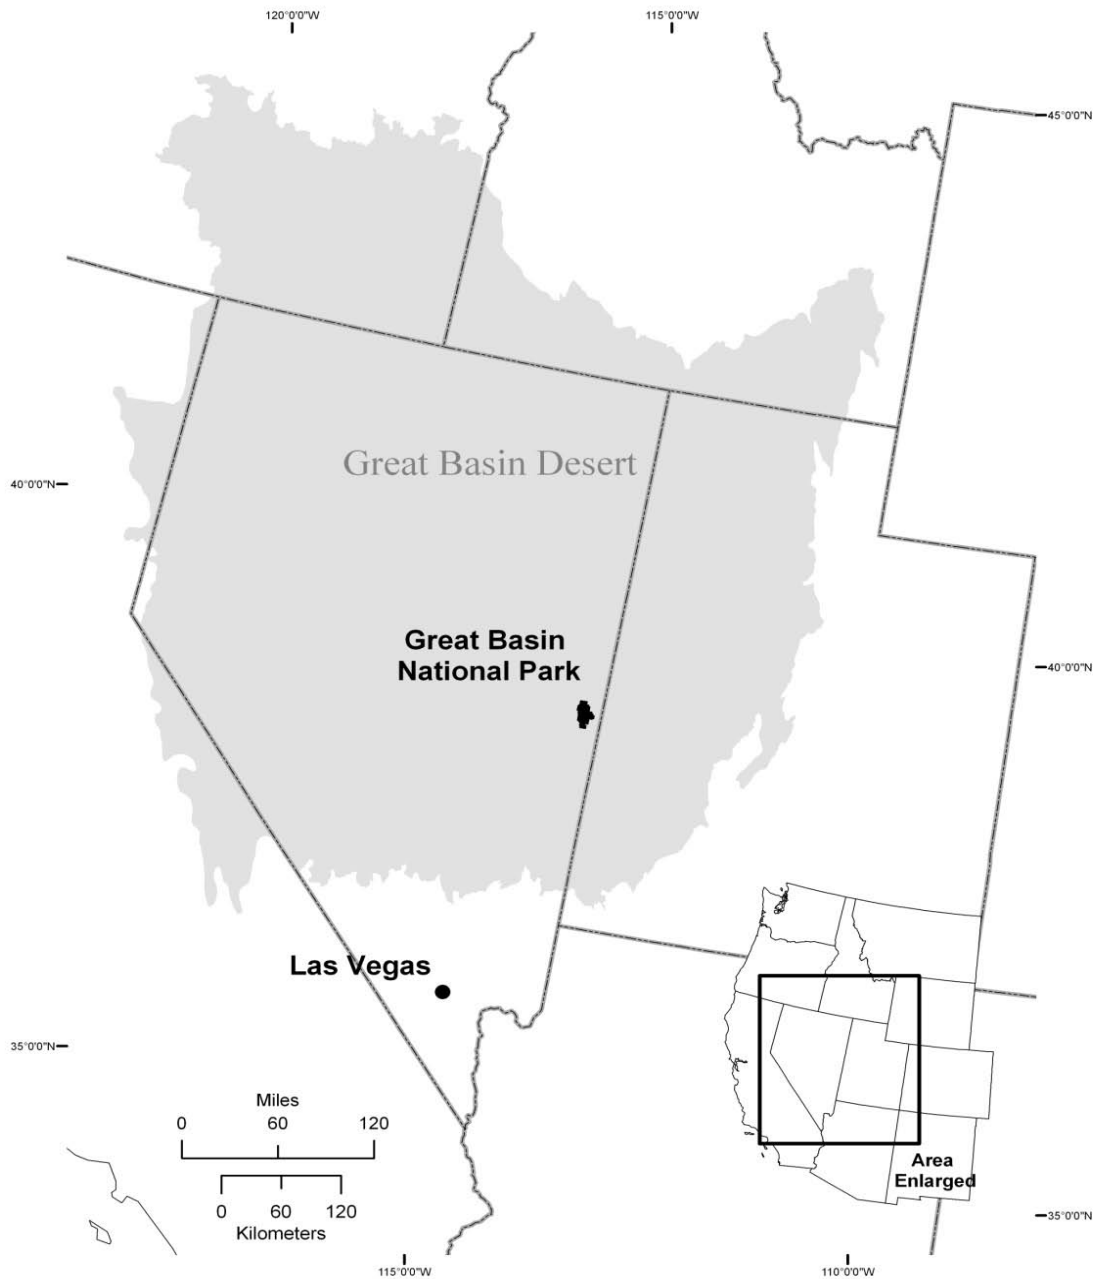 120°0'0"W
115°0'0"W
45°0'0"N
Great Basin Desert
40°0'0"N
Great Basin
National Park
40°0'0"N
Las Vegas
35°0'0"N
Miles
0 60 120
0 60 120
Kilometers
Area
Enlarged
35°0'0"N
115°0'0"W
110°0'0"W